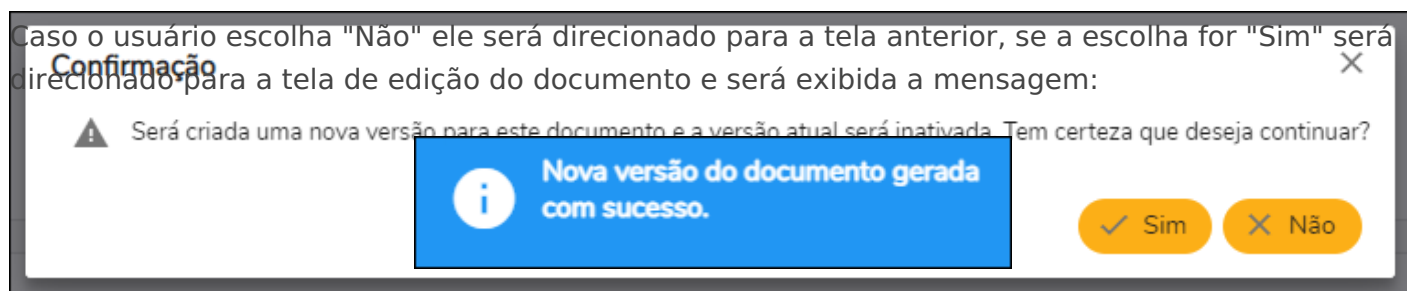 Caso o usuário escolha "Não" ele será direcionado para a tela anterior, se a escolha for "Sim" será
direcionado para a tela de edição do documento e será exibida a mensagem:
Confirmação
Será criada uma nova versão para este documento e a versão atual será inativada. Tem certeza que deseja continuar?
Nova versão do documento gerada
com sucesso.
Sim Não